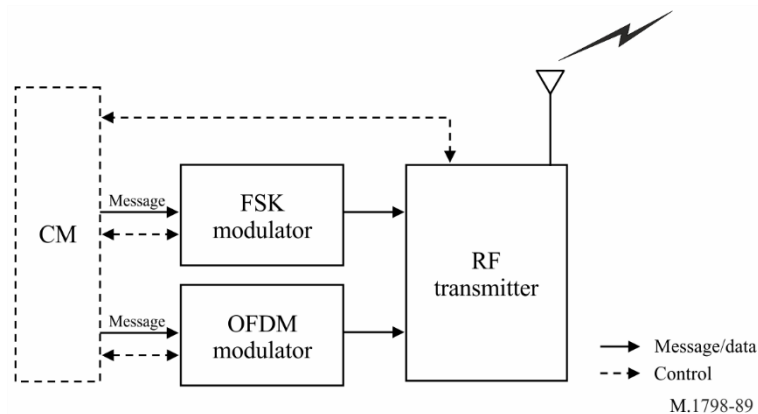 Message
FSK
modulator
CM
RF
transmitter
Message
OFDM
modulator
Message/data
Control
M.1798-89